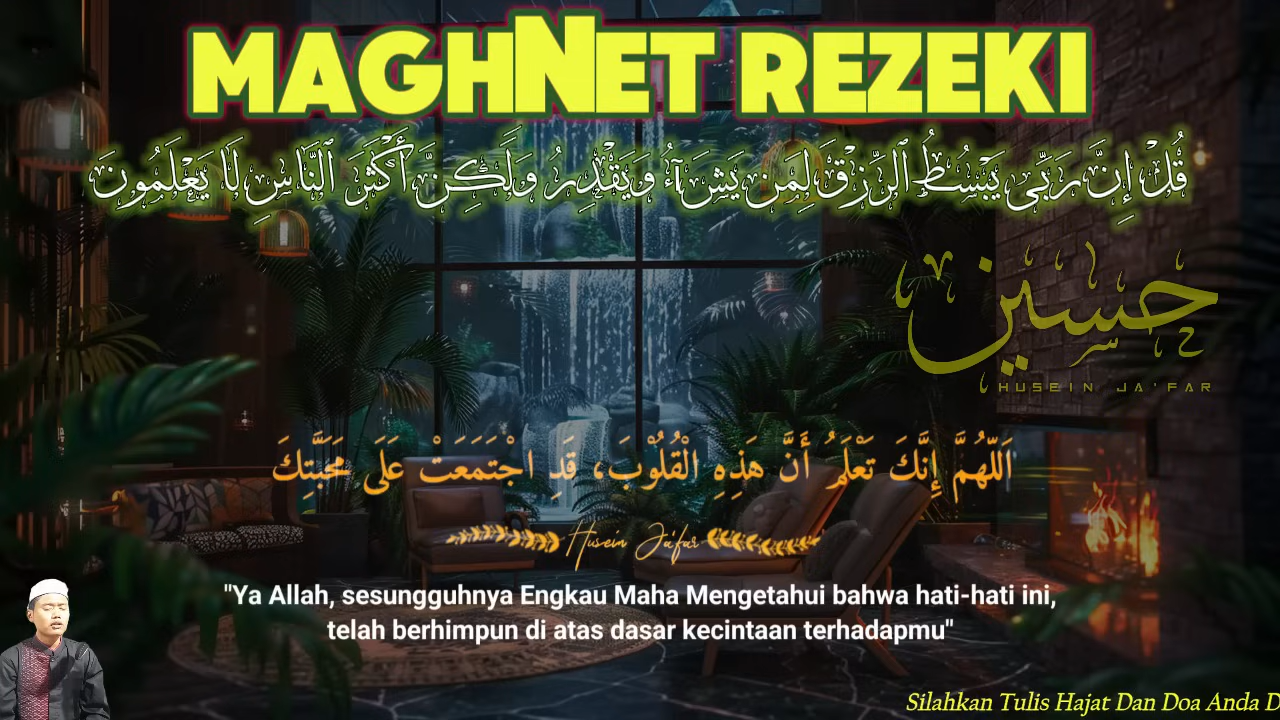 MAGHNET REZEKI
قُلْ إِنَّ رَبِّى يَبْسُطُ ٱلرِّزْقَ لِمَن يَشَآءُ وَيَقْدِرُ وَلَٰكِنَّ أَكْثَرَ ٱلنَّاسِ لَا يَعْلَمُونَ
حسين
HUSEIN JA'FAR
اَللّٰهُمَّ إِنَّكَ تَعْلَمُ أَنَّ هَذِهِ الْقُلُوْبَ، قَدِ اجْتَمَعَتْ عَلَى مَحَبَّتِكَ
Husein Ja'far
"Ya Allah, sesungguhnya Engkau Maha Mengetahui bahwa hati-hati ini,
telah berhimpun di atas dasar kecintaan terhadapmu"
Silahkan Tulis Hajat Dan Doa Anda D